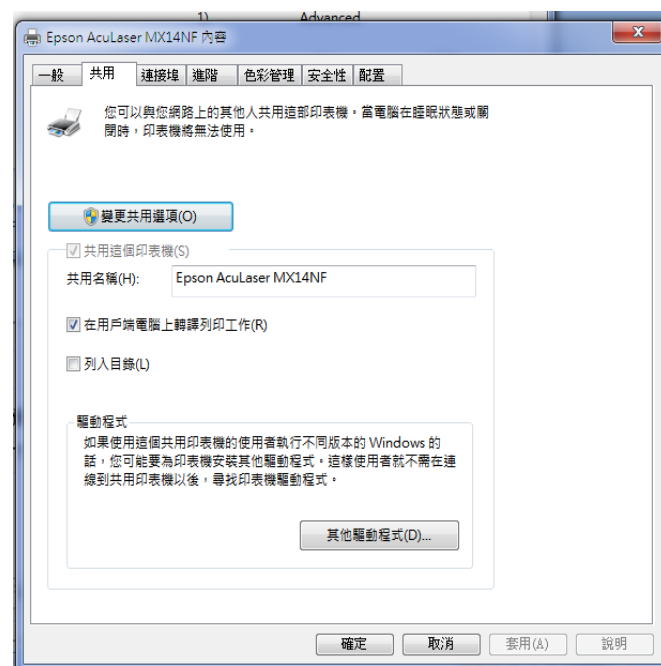 1) Advanced
Epson AcuLaser MX14NF 內容
一般 共用 連接埠 進階 色彩管理 安全性 配置
您可以與您網路上的其他人共用這部印表機。當電腦在睡眠狀態或關
閉時，印表機將無法使用。
變更共用選項(O)
共用這個印表機(S)
共用名稱(H): Epson AcuLaser MX14NF
在用戶端電腦上轉譯列印工作(R)
列入目錄(L)
驅動程式
如果使用這個共用印表機的使用者執行不同版本的 Windows 的
話，您可能要為印表機安裝其他驅動程式。這樣使用者就不需在連
線到共用印表機以後，尋找印表機驅動程式。
其他驅動程式(D)...
確定 取消 套用(A) 說明